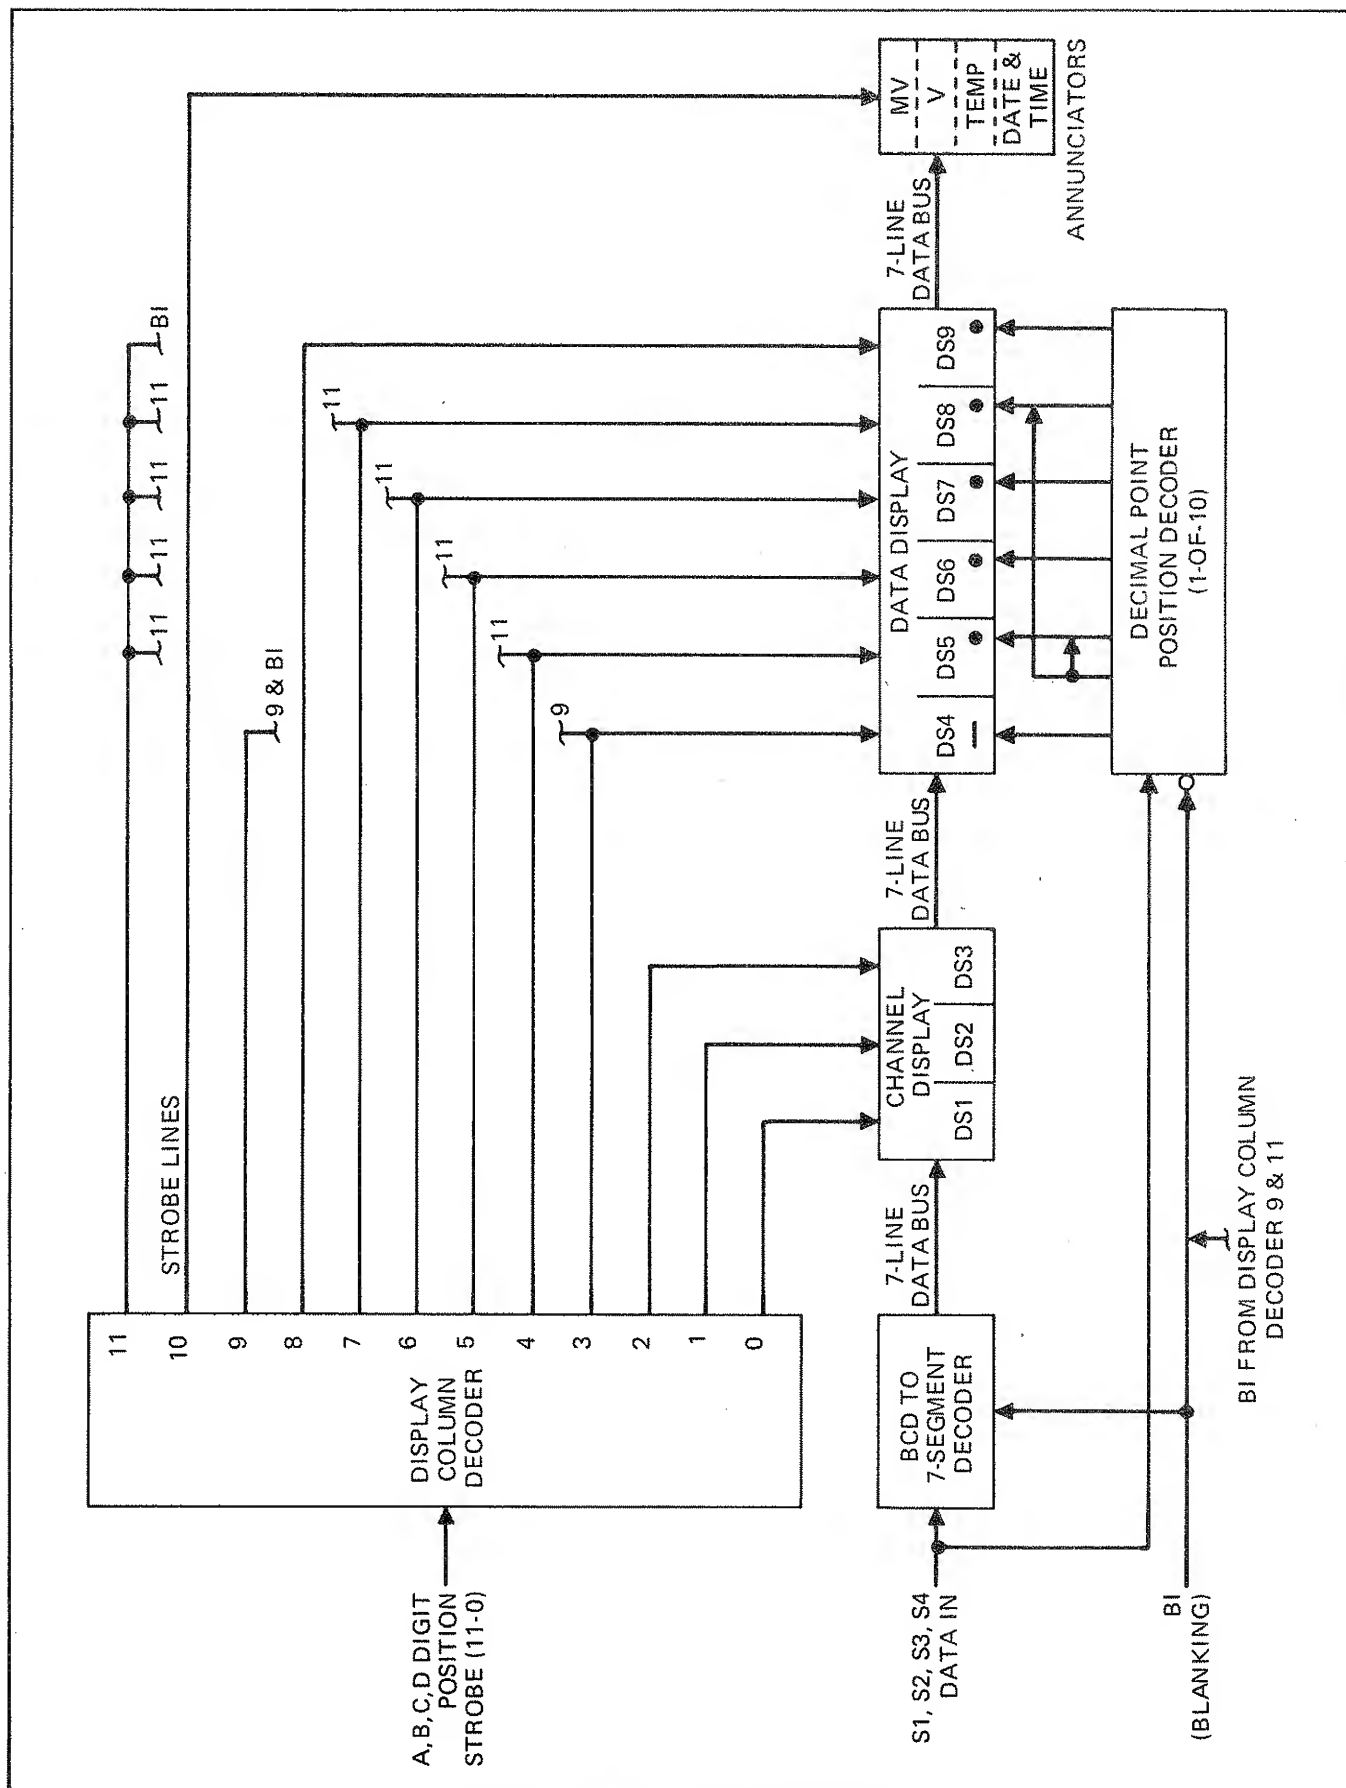 A, B, C, D DIGIT
POSITION
STROBE (11-0)
DISPLAY
COLUMN
DECODER
11
10
9
8
7
6
5
4
3
2
1
0
STROBE LINES
9 & BI
11
11
11
11
BI
9
11
11
11
11
S1, S2, S3, S4
DATA IN
BCD TO
7-SEGMENT
DECODER
7-LINE
DATA BUS
CHANNEL
DISPLAY
DS1
DS2
DS3
7-LINE
DATA BUS
DATA DISPLAY
DS4
DS5
DS6
DS7
DS8
DS9
7-LINE
DATA BUS
MV
V
TEMP
DATE &
TIME
ANNUNCIATORS
BI
(BLANKING)
BI FROM DISPLAY COLUMN
DECODER 9 & 11
DECIMAL POINT
POSITION DECODER
(1-OF-10)